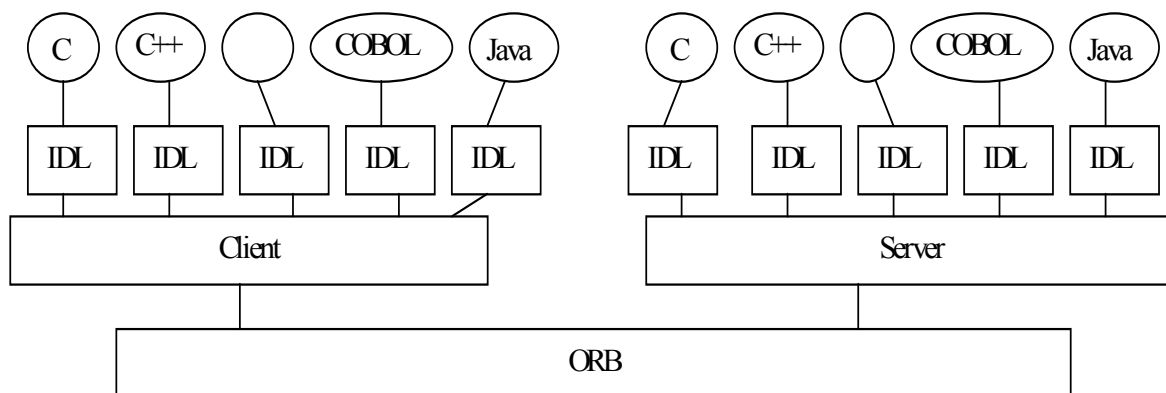 C C++ COBOL Java C C++ COBOL Java
IDL IDL IDL IDL IDL IDL IDL IDL IDL IDL
Client Server
ORB